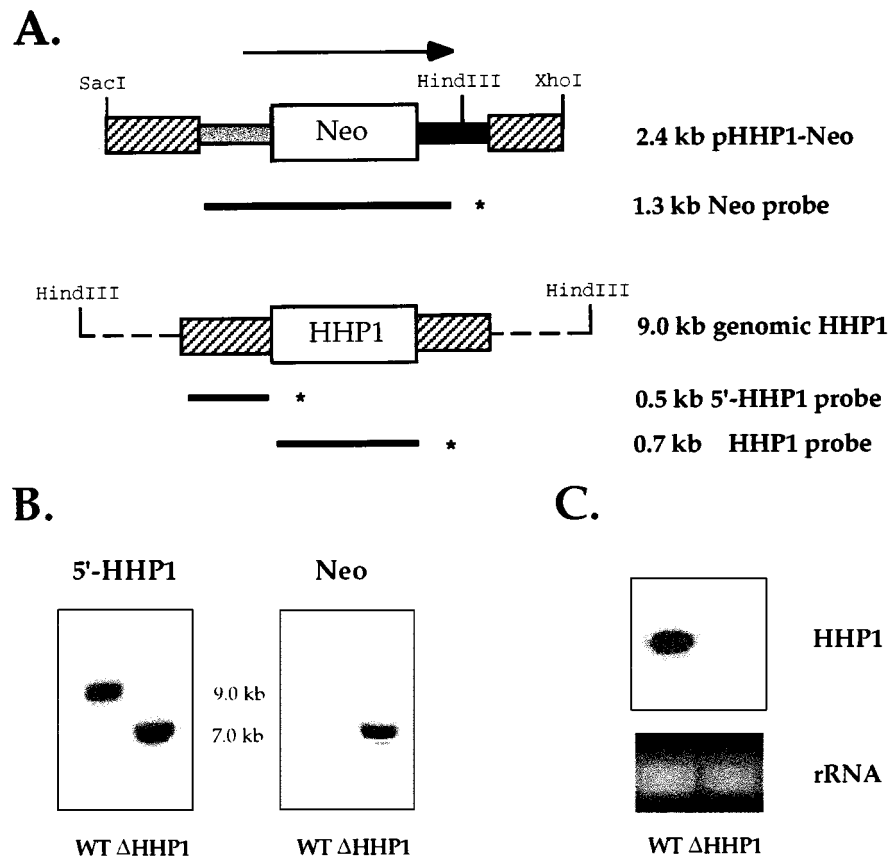 A.
SacI
HindIII
XhoI
Neo
2.4 kb pHHP1-Neo
*
1.3 kb Neo probe
HindIII
HindIII
HHP1
9.0 kb genomic HHP1
*
0.5 kb 5'-HHP1 probe
*
0.7 kb HHP1 probe
B.
5'-HHP1
Neo
9.0 kb
7.0 kb
WT ΔHHP1
WT ΔHHP1
C.
HHP1
rRNA
WT ΔHHP1